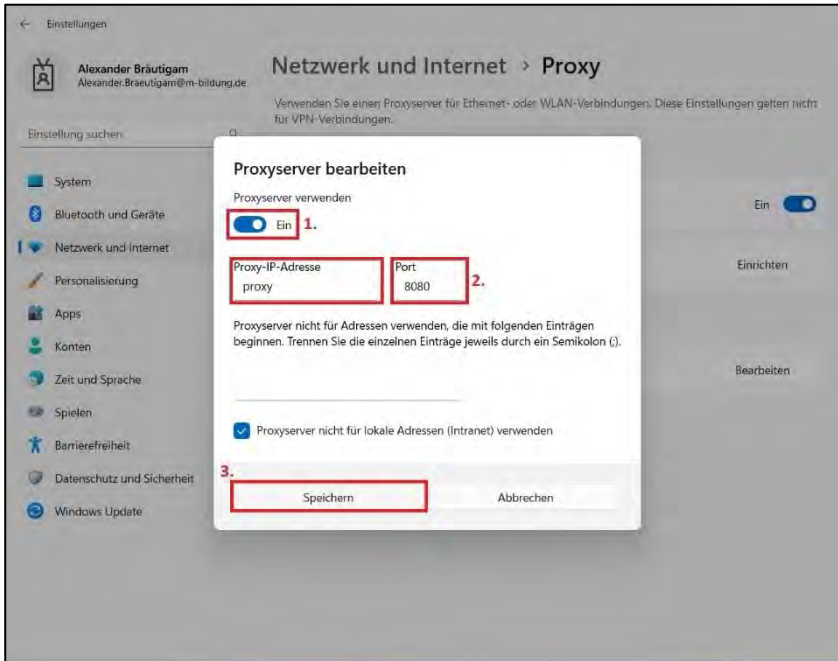 Einstellungen
Alexander Bräutigam
Alexander.Braeutigam@m-bildung.de
Einstellung suchen
System
Bluetooth und Geräte
Netzwerk und Internet
Personalisierung
Apps
Konten
Zeit und Sprache
Spielen
Barrierefreiheit
Datenschutz und Sicherheit
Windows Update
Netzwerk und Internet > Proxy
Verwenden Sie einen Proxyserver für Ethernet- oder WLAN-Verbindungen. Diese Einstellungen gelten nicht
für VPN-Verbindungen.
Ein
Einrichten
Bearbeiten
Proxyserver bearbeiten
Proxyserver verwenden
Ein 1.
Proxy-IP-Adresse Port
proxy 8080 2.
Proxyserver nicht für Adressen verwenden, die mit folgenden Einträgen
beginnen. Trennen Sie die einzelnen Einträge jeweils durch ein Semikolon (;).
Proxyserver nicht für lokale Adressen (Intranet) verwenden
3.
Speichern Abbrechen